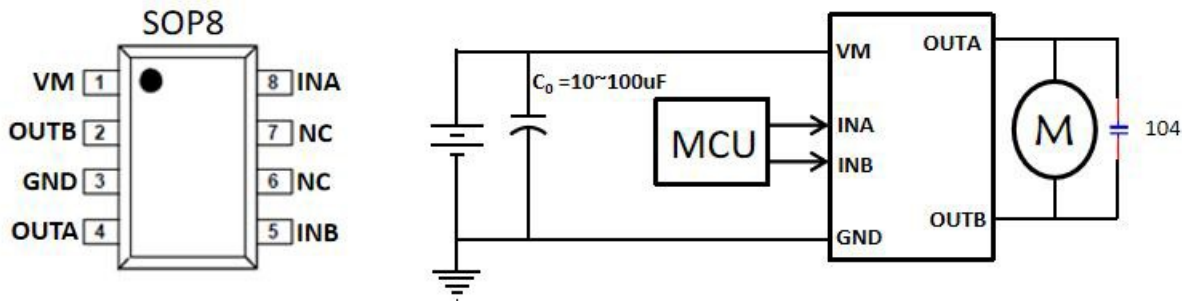 SOP8
VM 1
8 INA
OUTB 2
7 NC
GND 3
6 NC
OUTA 4
5 INB
C₀ =10~100uF
MCU
VM
OUTA
INA
INB
GND
OUTB
M
104